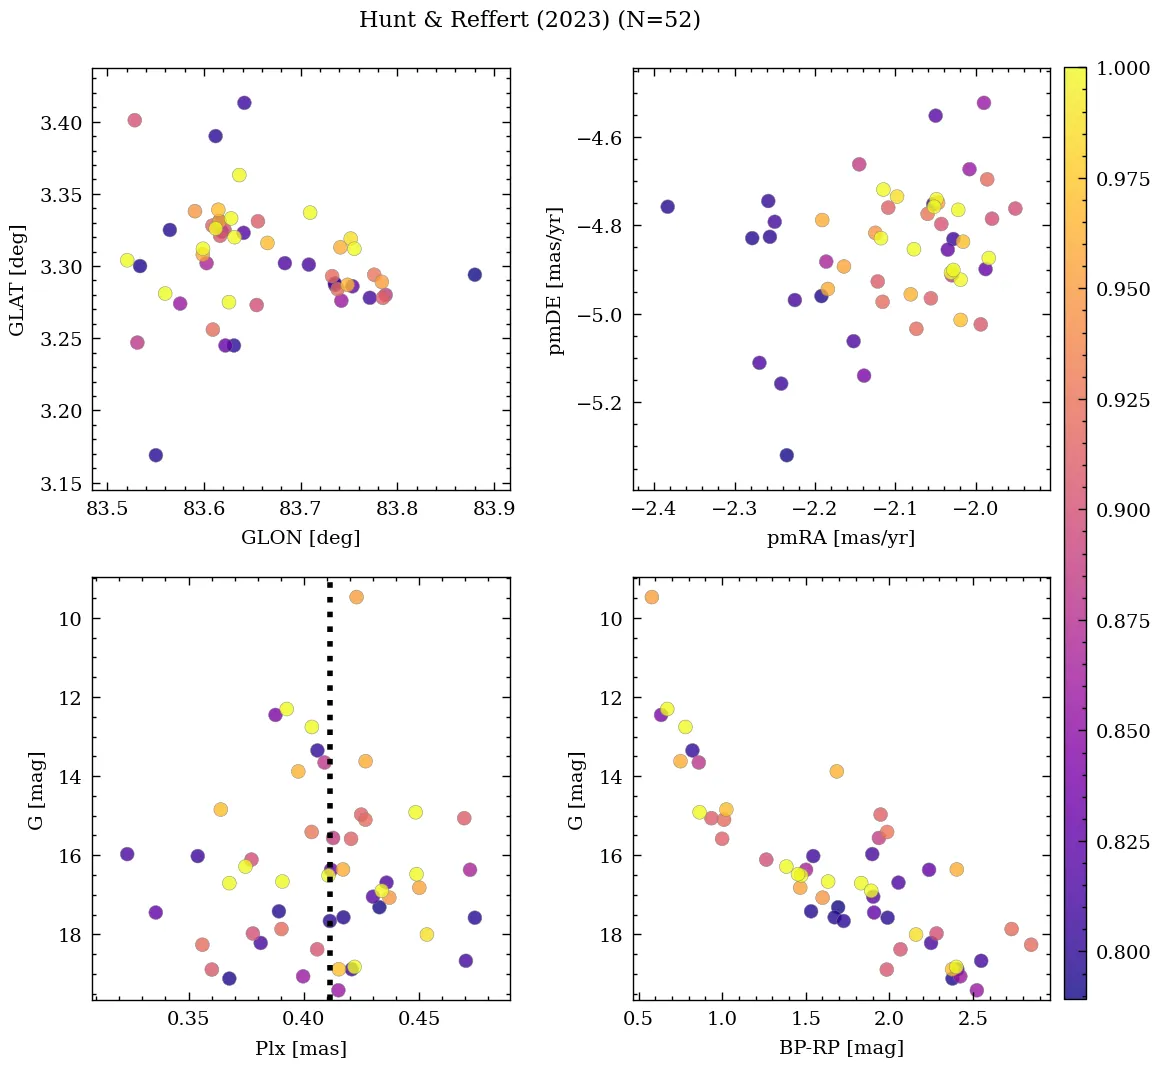 Hunt & Reffert (2023) (N=52)
3.40
3.35
3.30
3.25
3.20
3.15
GLAT [deg]
83.5 83.6 83.7 83.8 83.9
GLON [deg]
−4.6
−4.8
−5.0
−5.2
pmDE [mas/yr]
−2.4 −2.3 −2.2 −2.1 −2.0
pmRA [mas/yr]
10
12
14
16
18
G [mag]
0.35 0.40 0.45
Plx [mas]
10
12
14
16
18
G [mag]
0.5 1.0 1.5 2.0 2.5
BP-RP [mag]
1.000
0.975
0.950
0.925
0.900
0.875
0.850
0.825
0.800